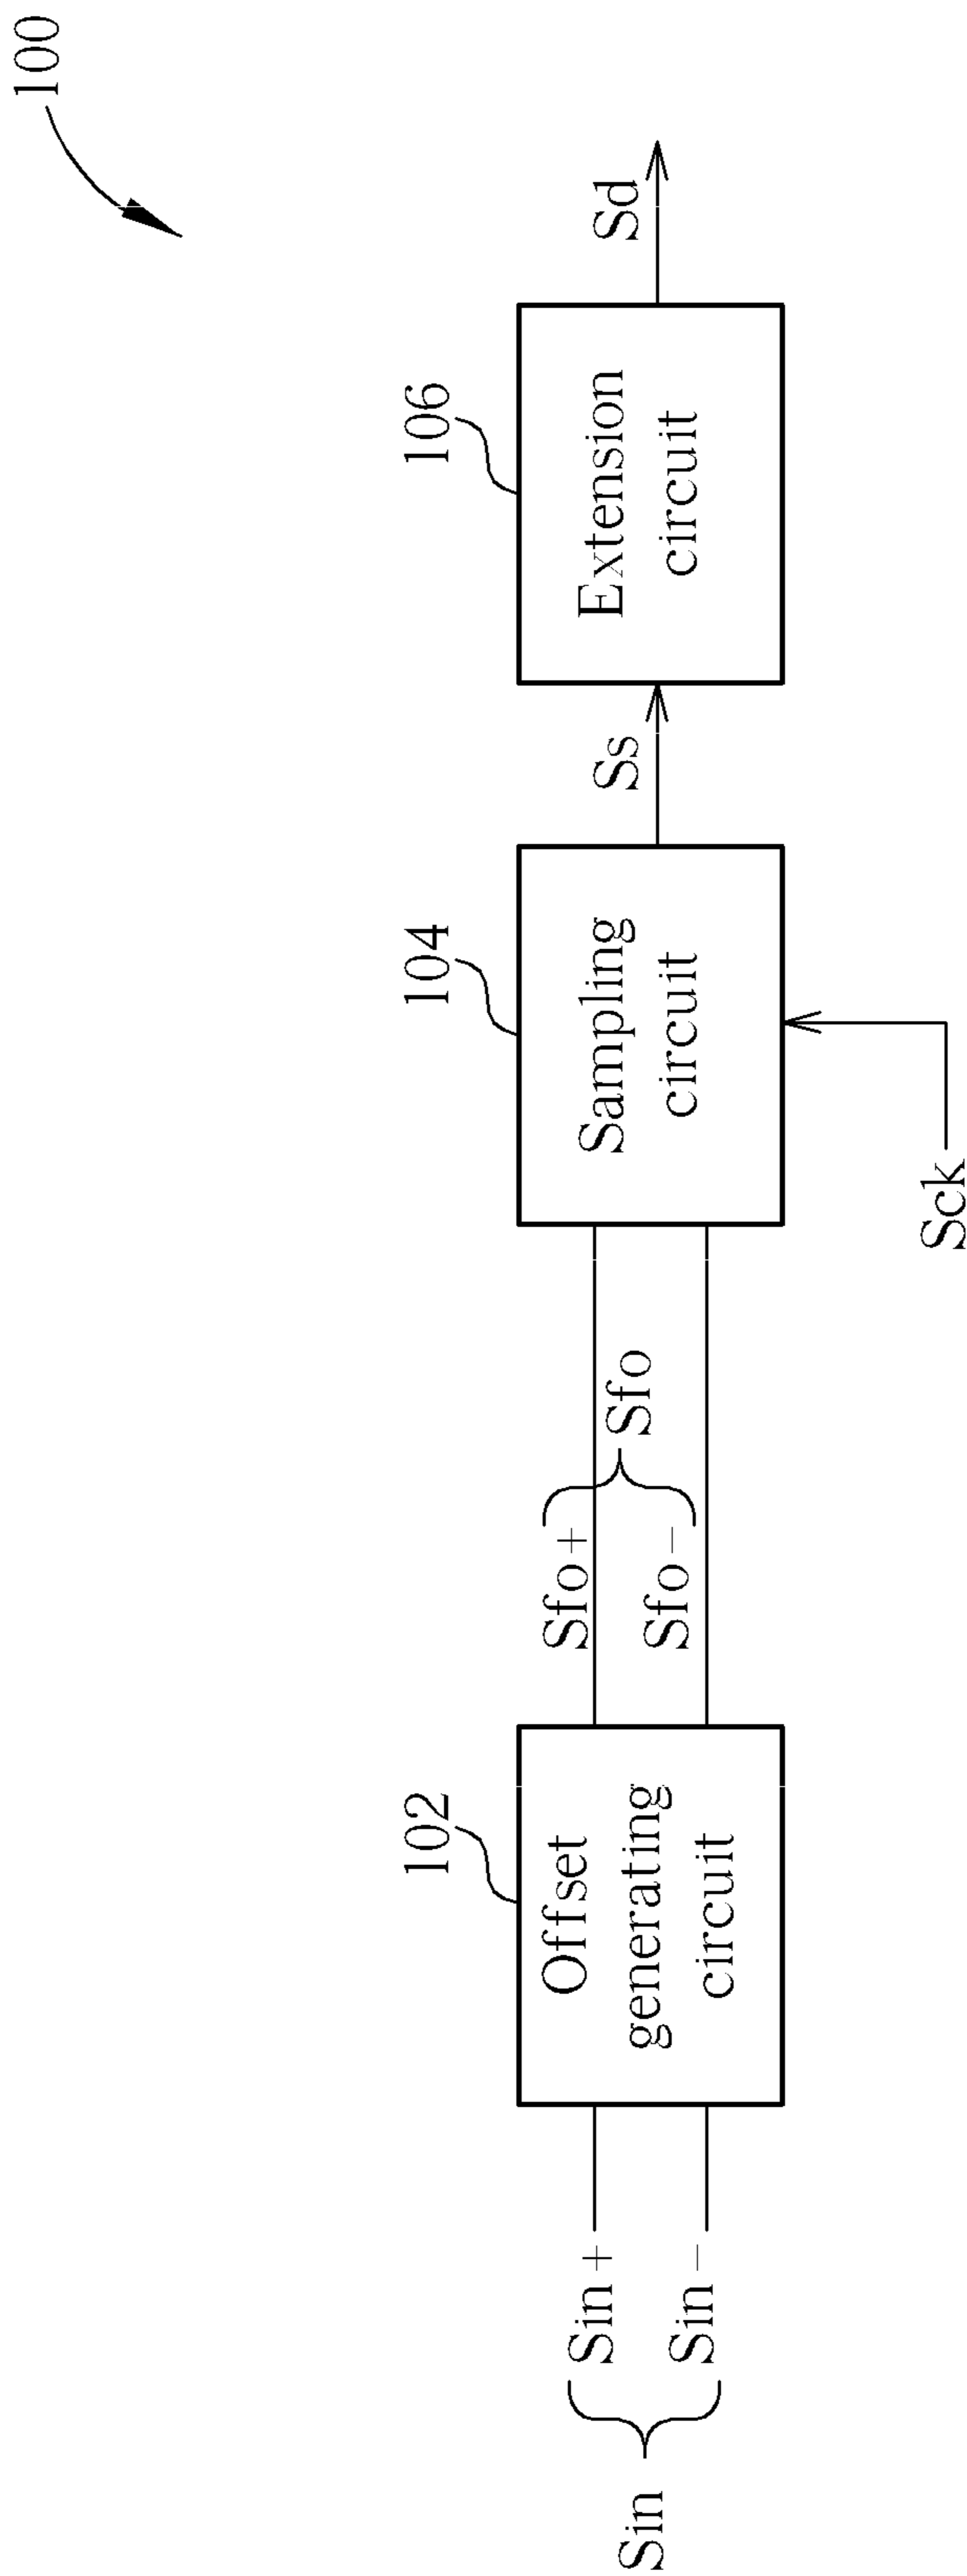 100
102
104
106
Sin
Sin+
Sin−
Offset
generating
circuit
Sfo+
Sfo−
Sfo
Sampling
circuit
Sck
Ss
Extension
circuit
Sd